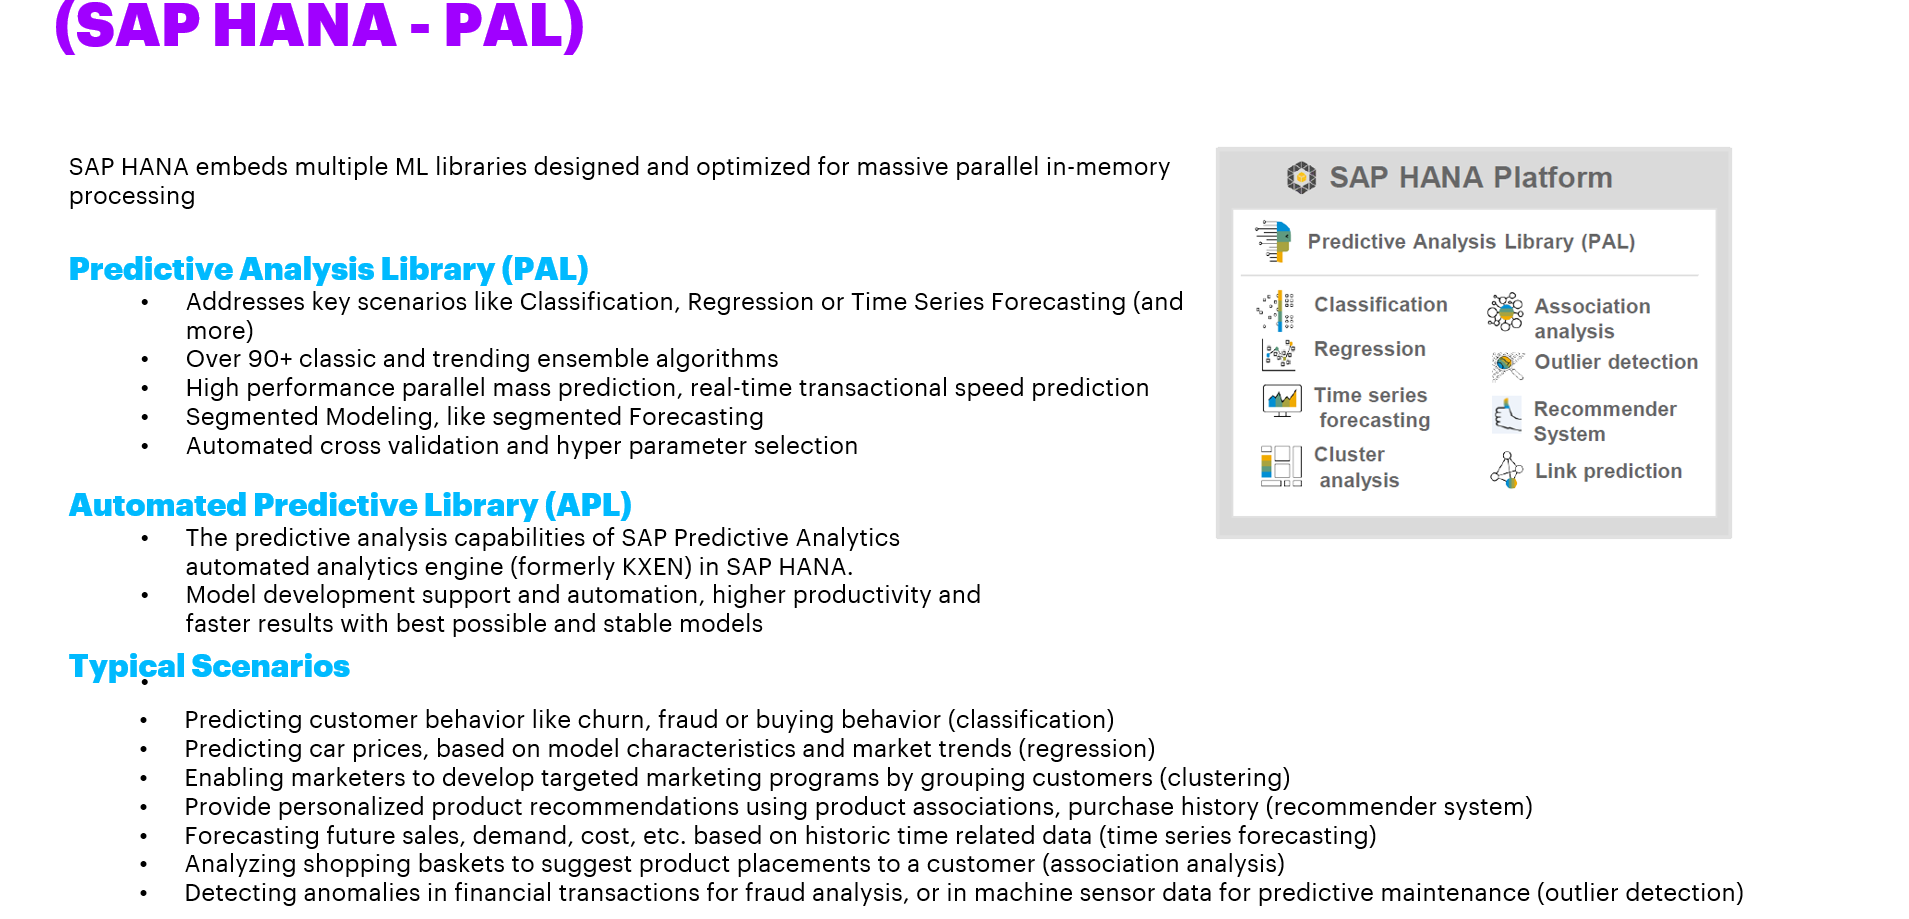 (SAP HANA - PAL)
SAP HANA embeds multiple ML libraries designed and optimized for massive parallel in-memory
processing
Predictive Analysis Library (PAL)
• Addresses key scenarios like Classification, Regression or Time Series Forecasting (and
more)
• Over 90+ classic and trending ensemble algorithms
• High performance parallel mass prediction, real-time transactional speed prediction
• Segmented Modeling, like segmented Forecasting
• Automated cross validation and hyper parameter selection
Automated Predictive Library (APL)
• The predictive analysis capabilities of SAP Predictive Analytics
automated analytics engine (formerly KXEN) in SAP HANA.
• Model development support and automation, higher productivity and
faster results with best possible and stable models
Typical Scenarios
•
• Predicting customer behavior like churn, fraud or buying behavior (classification)
• Predicting car prices, based on model characteristics and market trends (regression)
• Enabling marketers to develop targeted marketing programs by grouping customers (clustering)
• Provide personalized product recommendations using product associations, purchase history (recommender system)
• Forecasting future sales, demand, cost, etc. based on historic time related data (time series forecasting)
• Analyzing shopping baskets to suggest product placements to a customer (association analysis)
• Detecting anomalies in financial transactions for fraud analysis, or in machine sensor data for predictive maintenance (outlier detection)
SAP HANA Platform
Predictive Analysis Library (PAL)
Classification
Regression
Time series
forecasting
Cluster
analysis
Association
analysis
Outlier detection
Recommender
System
Link prediction